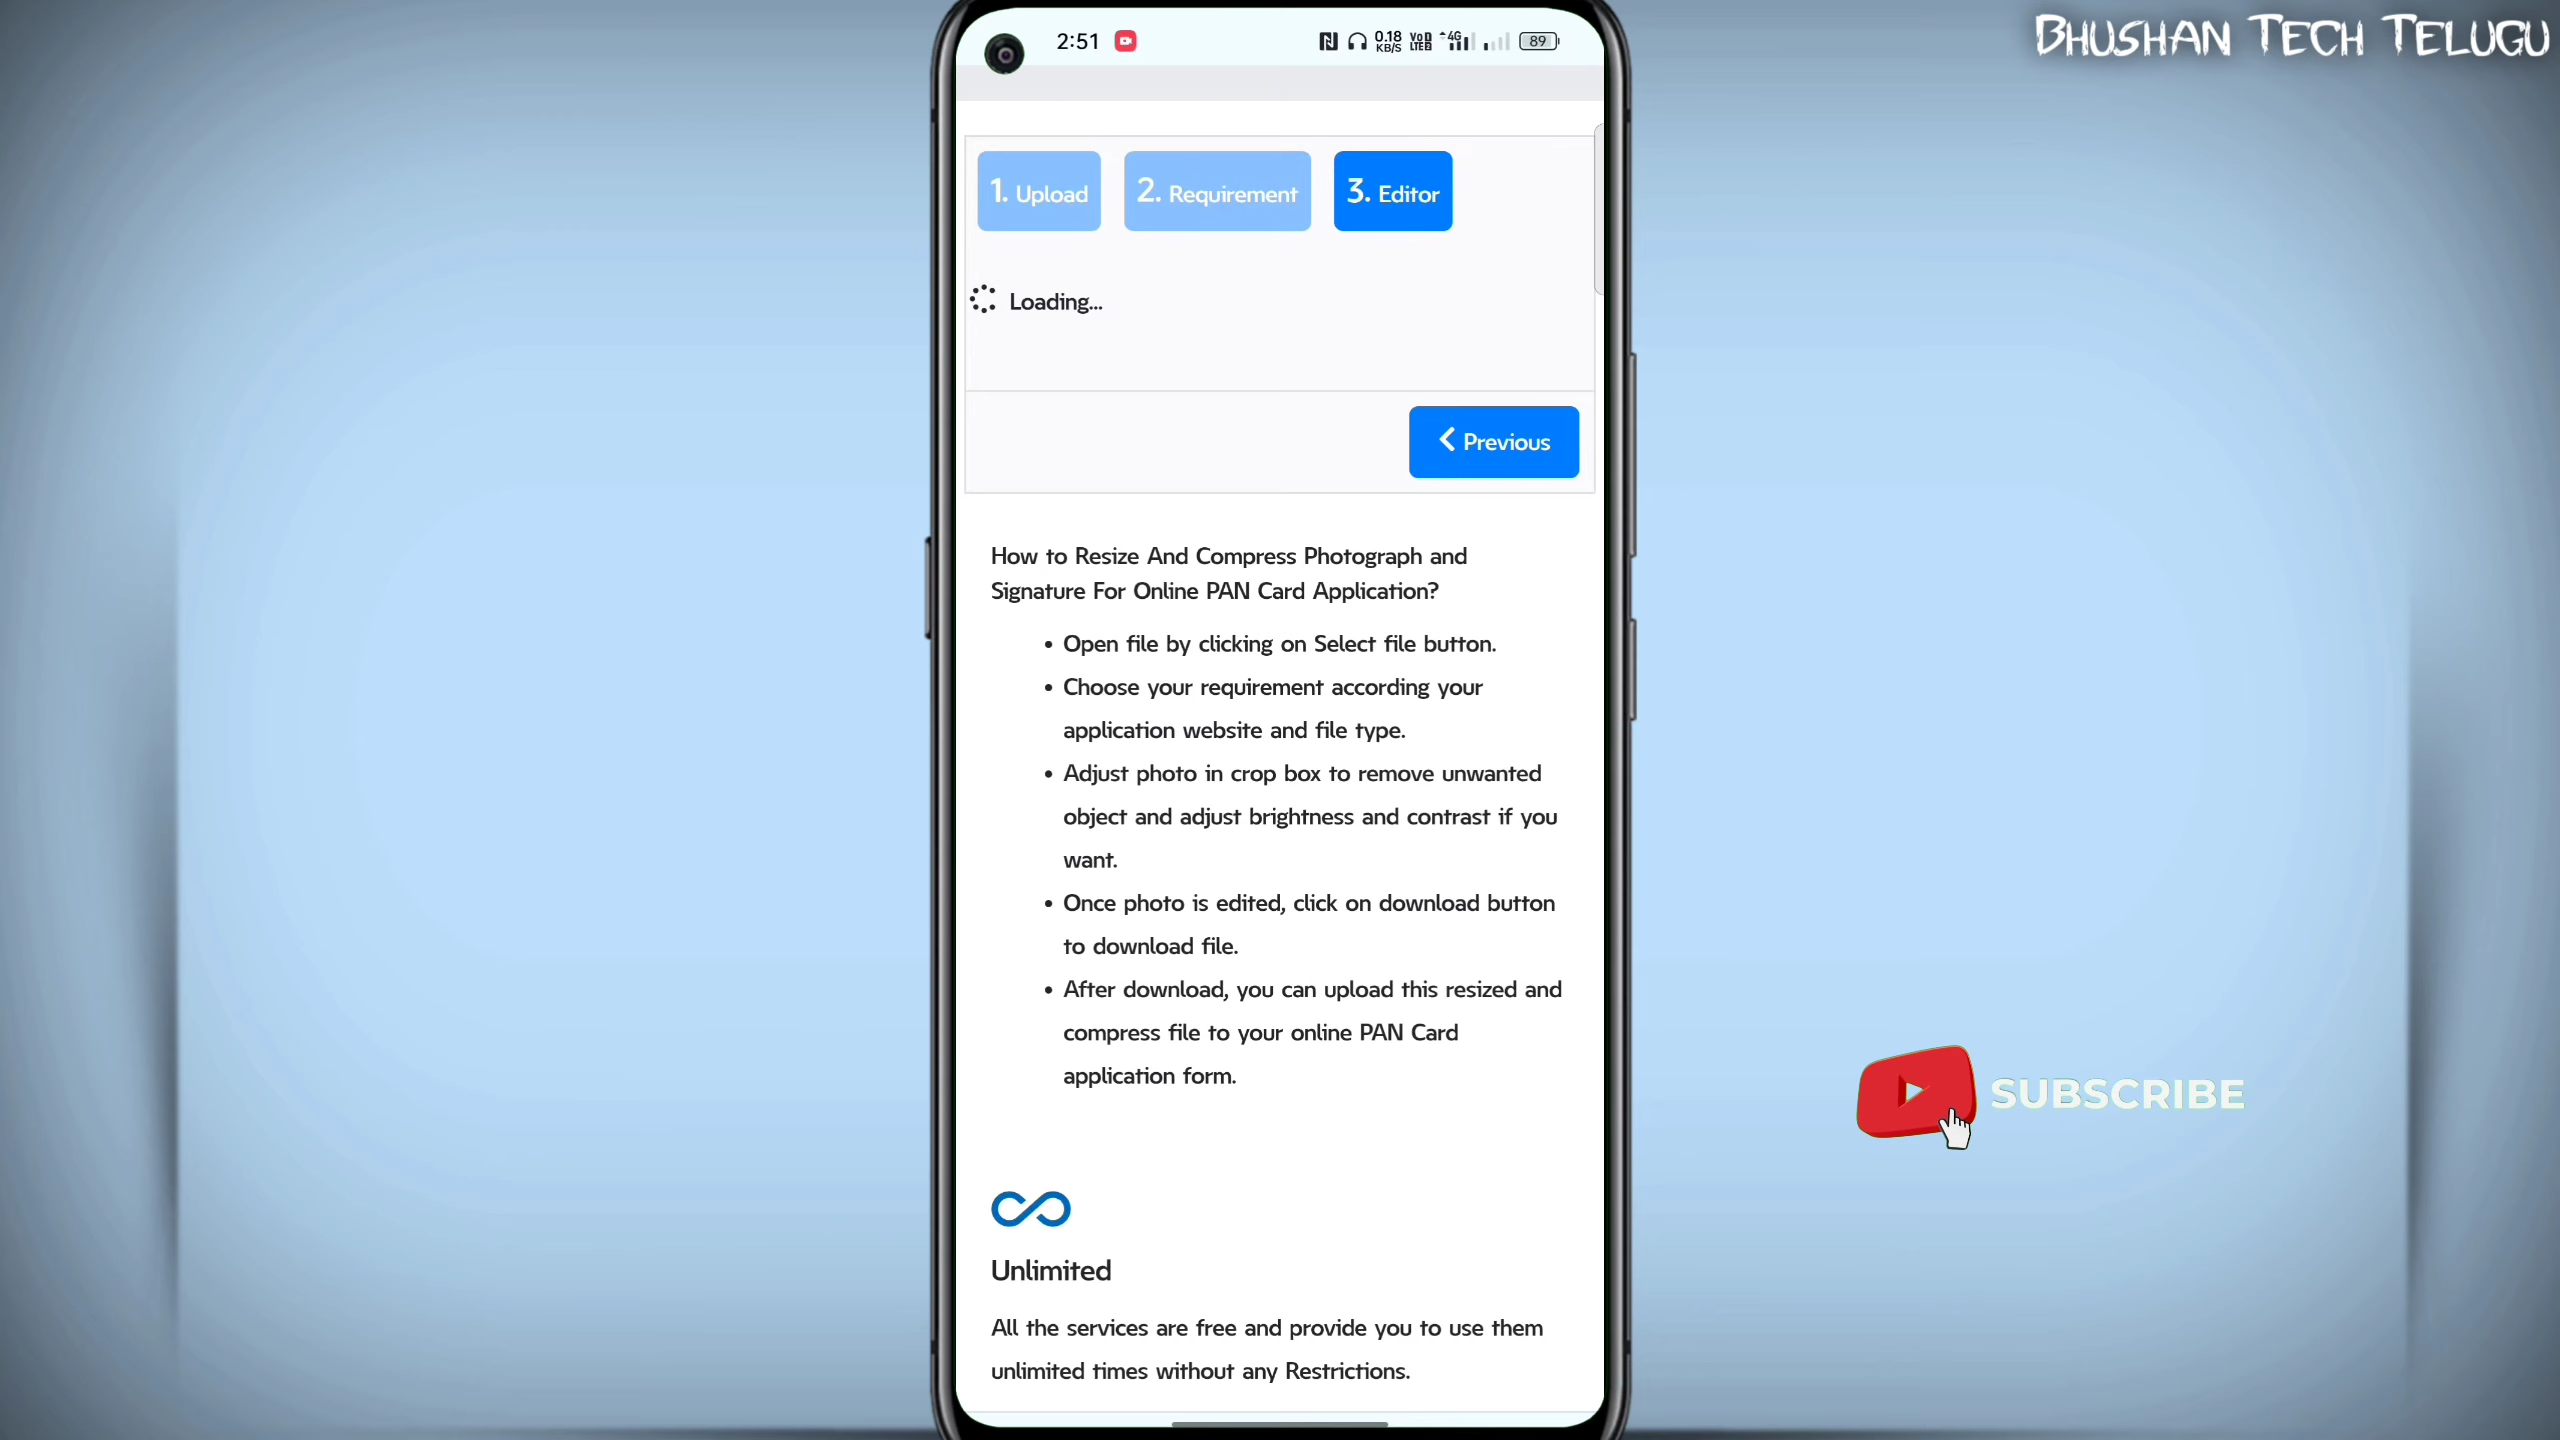 BHUSHAN TECH TELUGU
2:51
0.18 KB/S
4G
89
1. Upload
2. Requirement
3. Editor
Loading...
Previous
How to Resize And Compress Photograph and
Signature For Online PAN Card Application?
• Open file by clicking on Select file button.
• Choose your requirement according your
application website and file type.
• Adjust photo in crop box to remove unwanted
object and adjust brightness and contrast if you
want.
• Once photo is edited, click on download button
to download file.
• After download, you can upload this resized and
compress file to your online PAN Card
application form.
SUBSCRIBE
Unlimited
All the services are free and provide you to use them
unlimited times without any Restrictions.